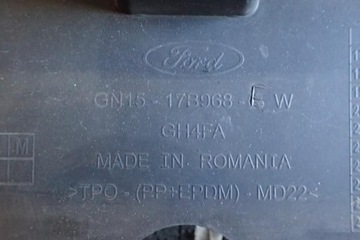 Ford
GN15-17B968-F W
GH4FA
MADE IN ROMANIA
>TPO-(PP+EPDM)-MD22<
M